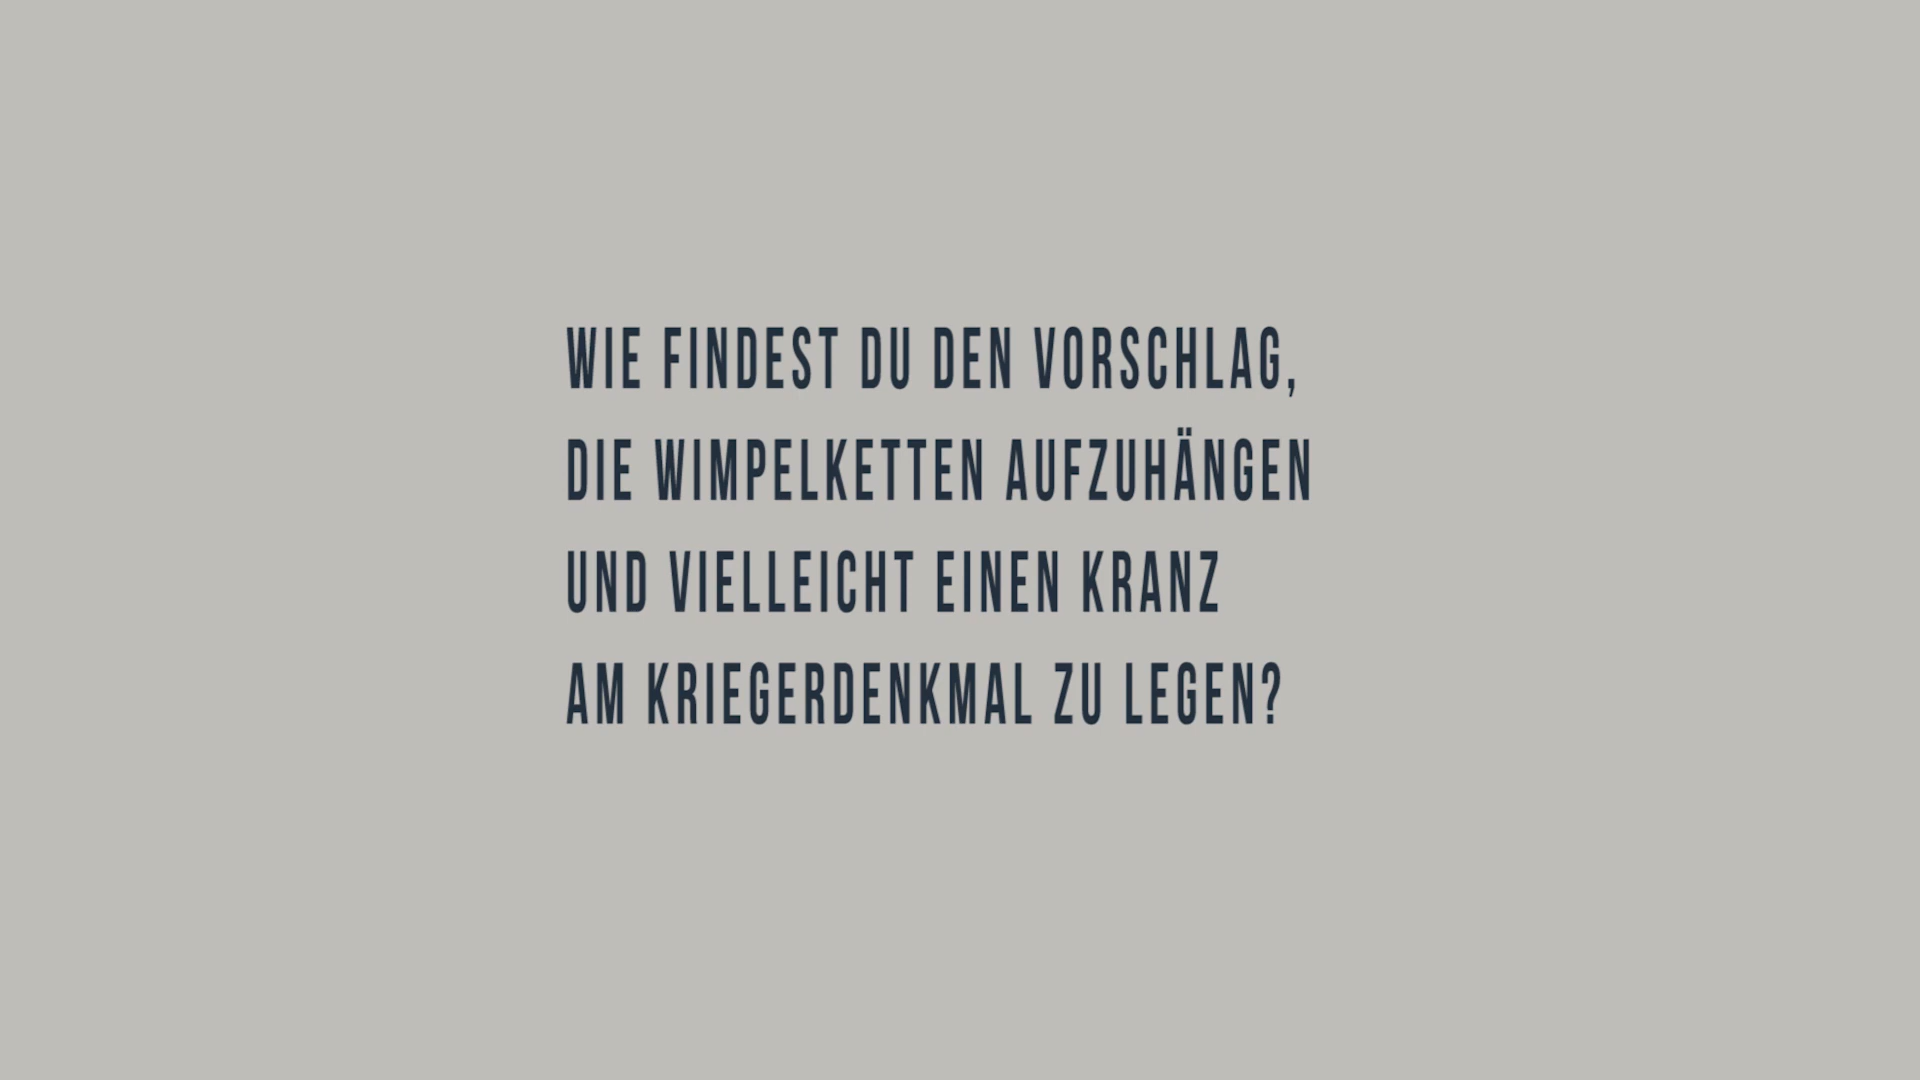 WIE FINDEST DU DEN VORSCHLAG,
DIE WIMPELKETTEN AUFZUHÄNGEN
UND VIELLEICHT EINEN KRANZ
AM KRIEGERDENKMAL ZU LEGEN?